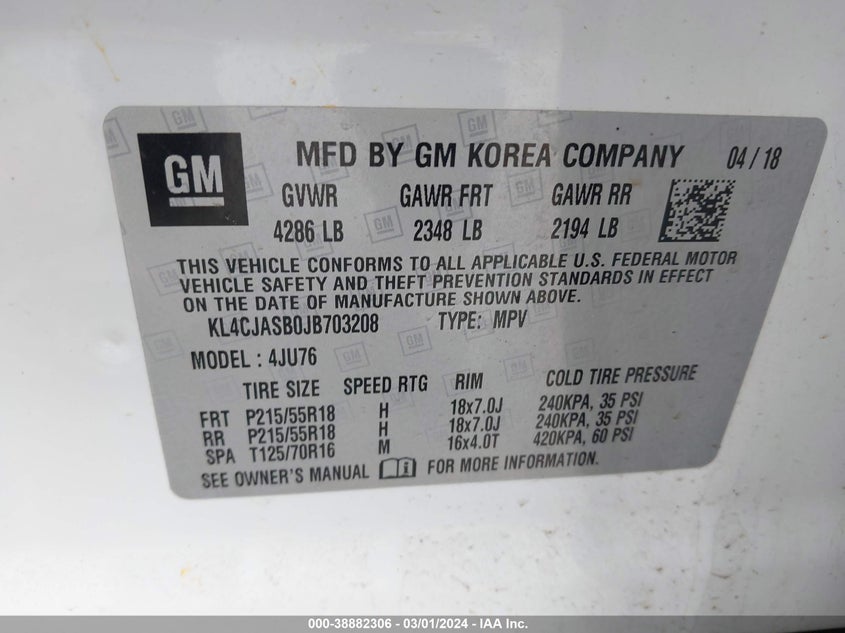 GM MFD BY GM KOREA COMPANY 04 / 18
GVWR GAWR FRT GAWR RR
4286 LB 2348 LB 2194 LB
THIS VEHICLE CONFORMS TO ALL APPLICABLE U.S. FEDERAL MOTOR
VEHICLE SAFETY AND THEFT PREVENTION STANDARDS IN EFFECT
ON THE DATE OF MANUFACTURE SHOWN ABOVE.
KL4CJASB0JB703208 TYPE: MPV
MODEL : 4JU76
TIRE SIZE SPEED RTG RIM COLD TIRE PRESSURE
FRT P215/55R18 H 18x7.0J 240KPA, 35 PSI
RR P215/55R18 H 18x7.0J 240KPA, 35 PSI
SPA T125/70R16 M 16x4.0T 420KPA, 60 PSI
SEE OWNER'S MANUAL FOR MORE INFORMATION.
000-38882306 - 03/01/2024 - IAA Inc.